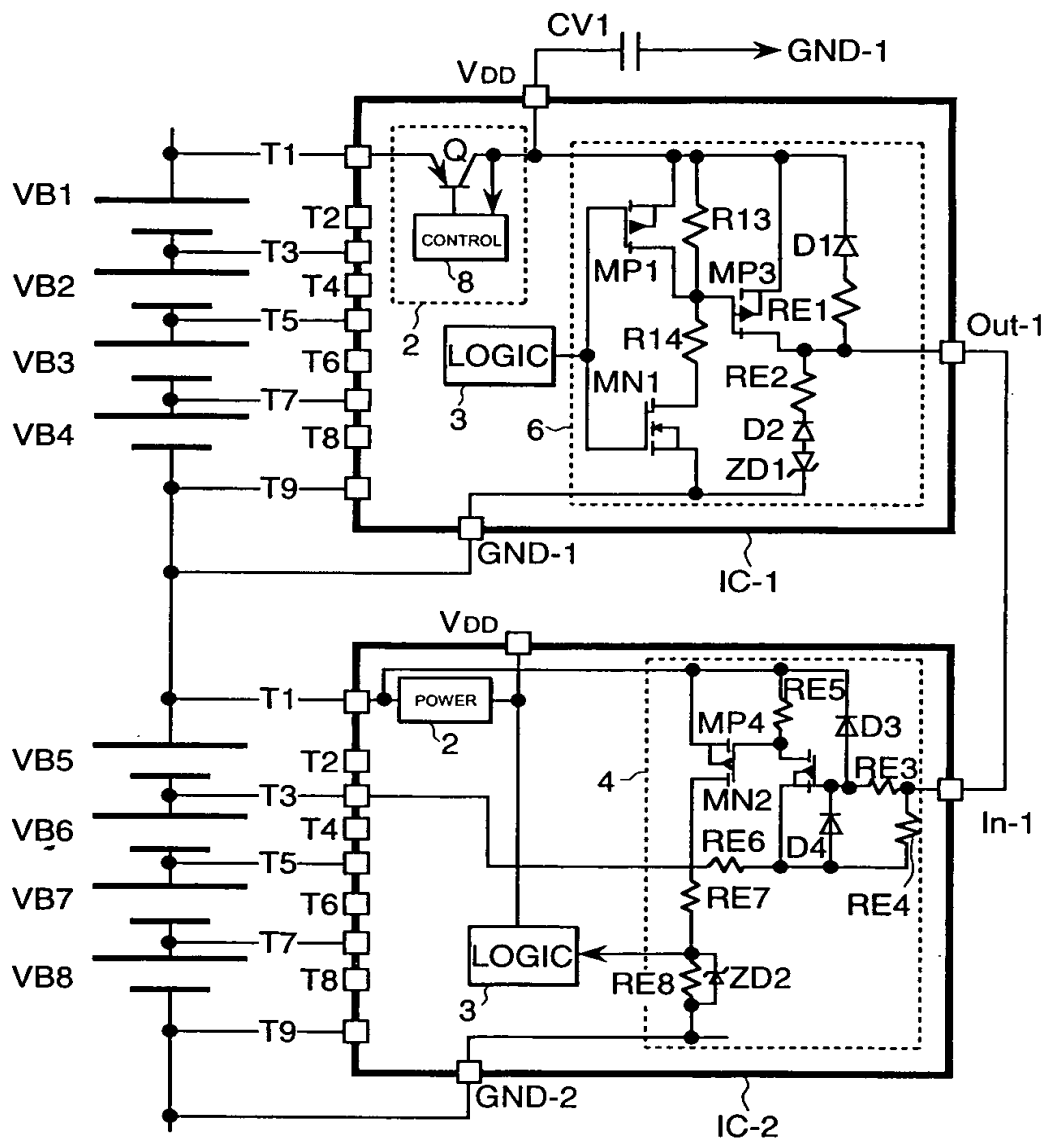 CV1
GND-1
VDD
T1
Q
VB1
T2
CONTROL
R13
D1
T3
8
MP1
MP3
VB2
T4
RE1
T5
2
Out-1
LOGIC
R14
VB3
T6
MN1
RE2
3
T7
6
D2
VB4
T8
ZD1
T9
GND-1
IC-1
VDD
T1
POWER
RE5
2
MP4
D3
VB5
T2
4
RE3
T3
MN2
In-1
VB6
T4
RE6
D4
T5
RE7
RE4
VB7
T6
T7
LOGIC
VB8
T8
RE8
ZD2
3
T9
GND-2
IC-2